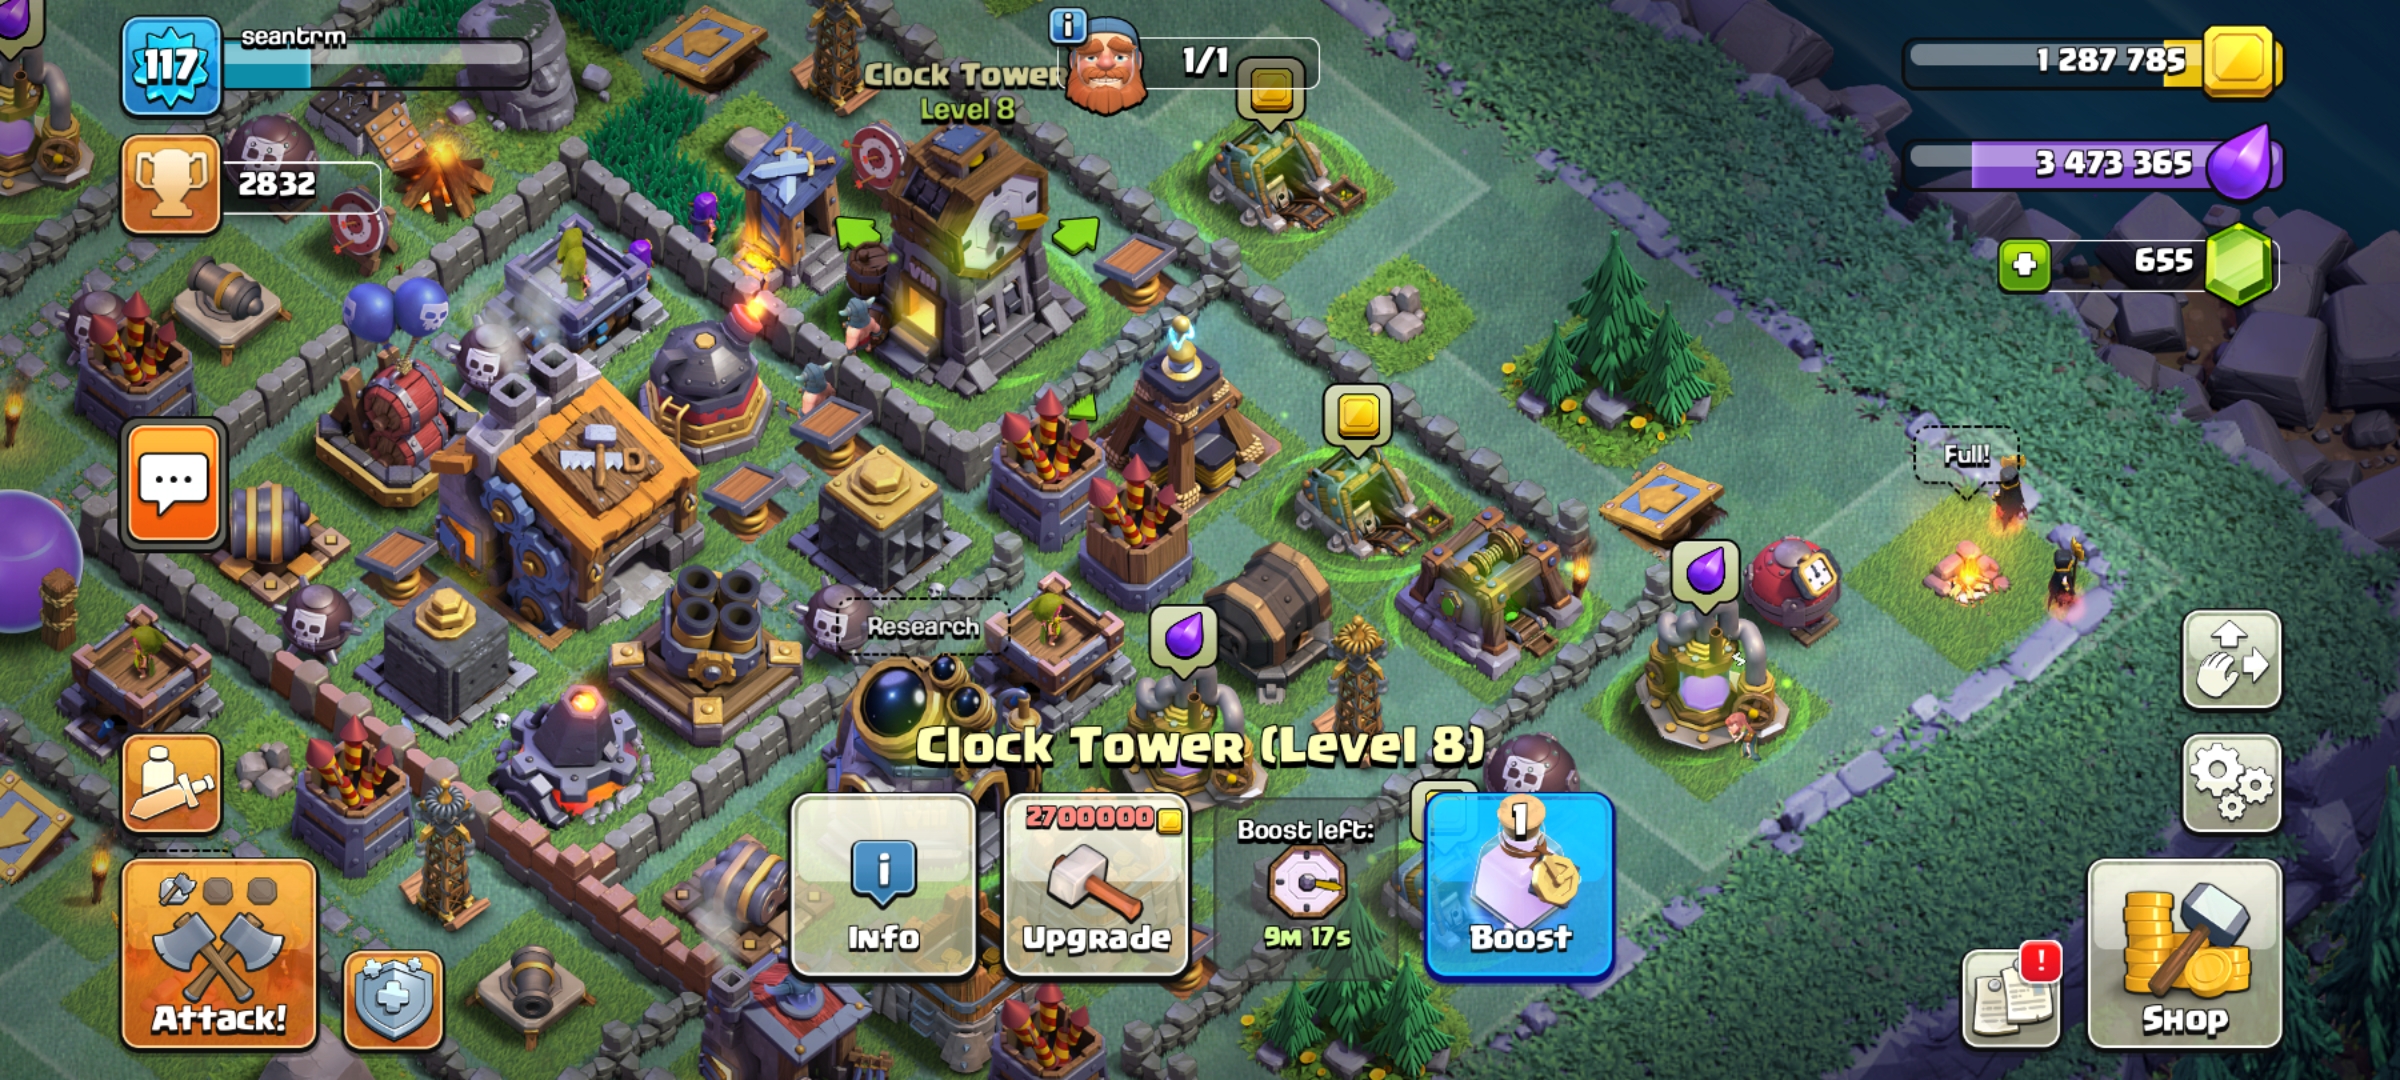 117
seantrm
2832
Clock Tower
Level 8
1/1
1 287 785
3 473 365
655
VIII
Full!
Research
Clock Tower (Level 8)
Info
2700000
Upgrade
Boost left:
9m 17s
1
Boost
Attack!
!
Shop